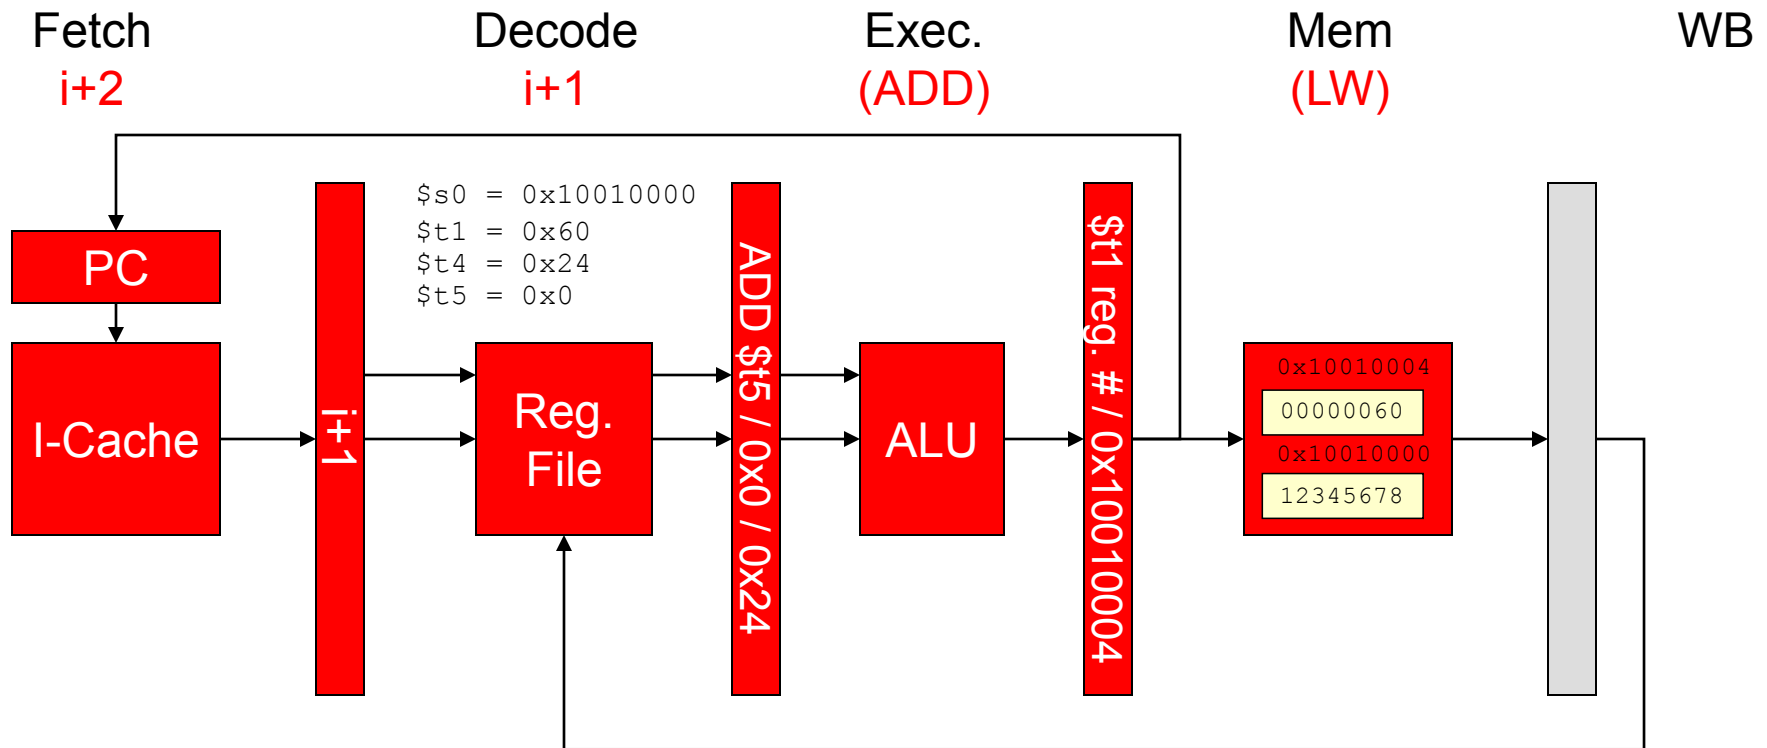 Fetch
Decode
Exec.
Mem
WB
i+2
i+1
(ADD)
(LW)
$s0 = 0x10010000
$t1 = 0x60
$t4 = 0x24
$t5 = 0x0
PC
I-Cache
i+1
Reg.
File
ADD $t5 / 0x0 / 0x24
ALU
$t1 reg. # / 0x10010004
0x10010004
00000060
0x10010000
12345678